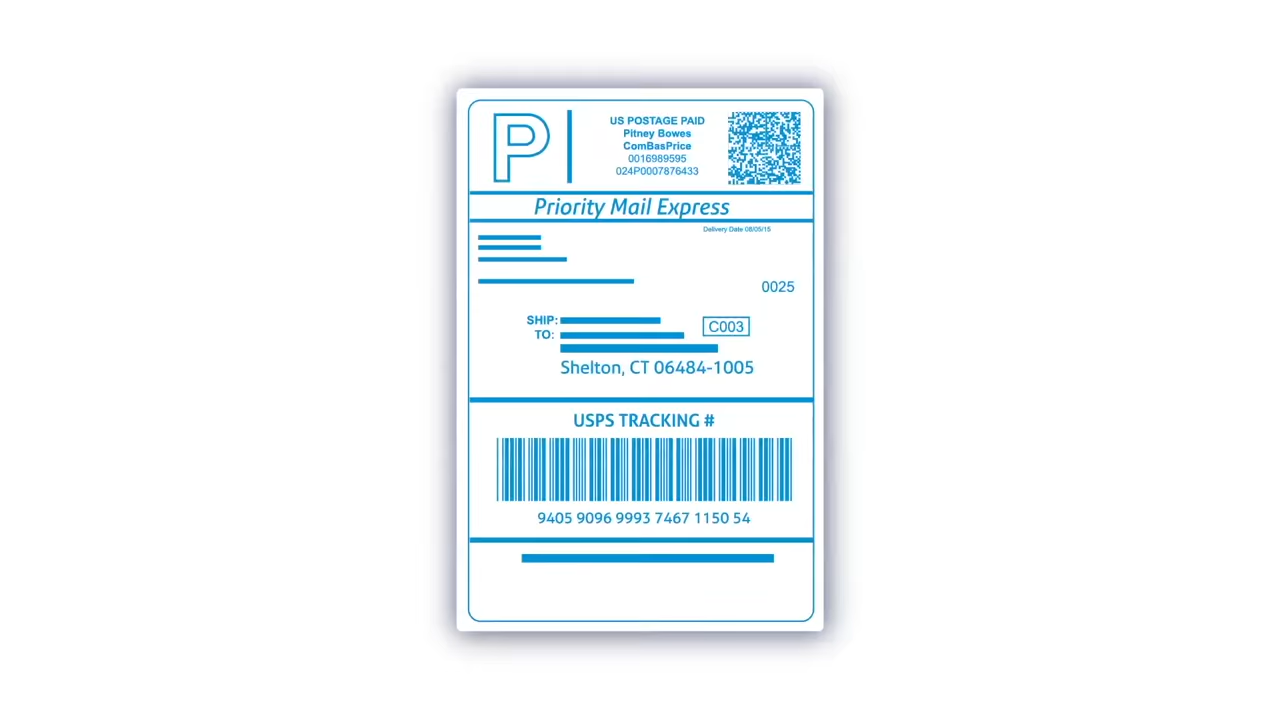 P
US POSTAGE PAID
Pitney Bowes
ComBasPrice
0016989595
024P0007876433
Priority Mail Express
Delivery Date 08/05/15
0025
SHIP:
TO:
C003
Shelton, CT 06484-1005
USPS TRACKING #
9405 9096 9993 7467 1150 54